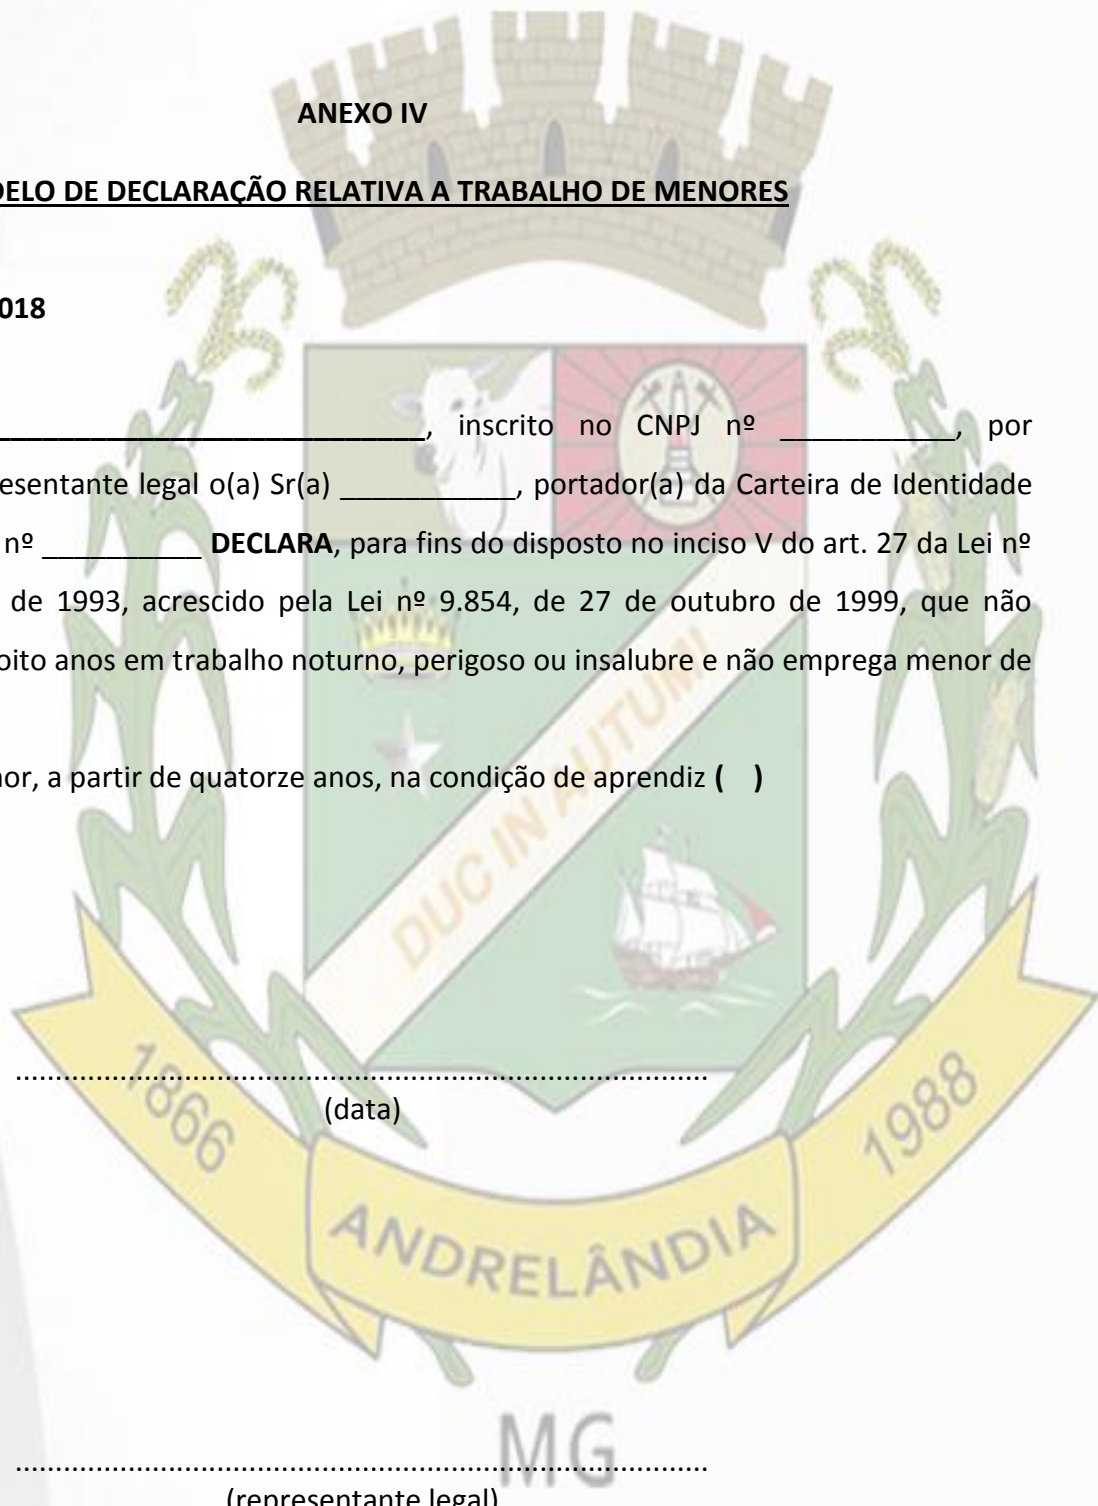 ANEXO IV
DELO DE DECLARAÇÃO RELATIVA A TRABALHO DE MENORES
018
__________________________, inscrito no CNPJ nº ___________, por
esentante legal o(a) Sr(a) ___________, portador(a) da Carteira de Identidade
nº __________ DECLARA, para fins do disposto no inciso V do art. 27 da Lei nº
de 1993, acrescido pela Lei nº 9.854, de 27 de outubro de 1999, que não
oito anos em trabalho noturno, perigoso ou insalubre e não emprega menor de
or, a partir de quatorze anos, na condição de aprendiz ( )
DUC IN AUTUMI
.......................................................................................
(data)
1866
1988
ANDRELÂNDIA
MG
.......................................................................................
(representante legal)